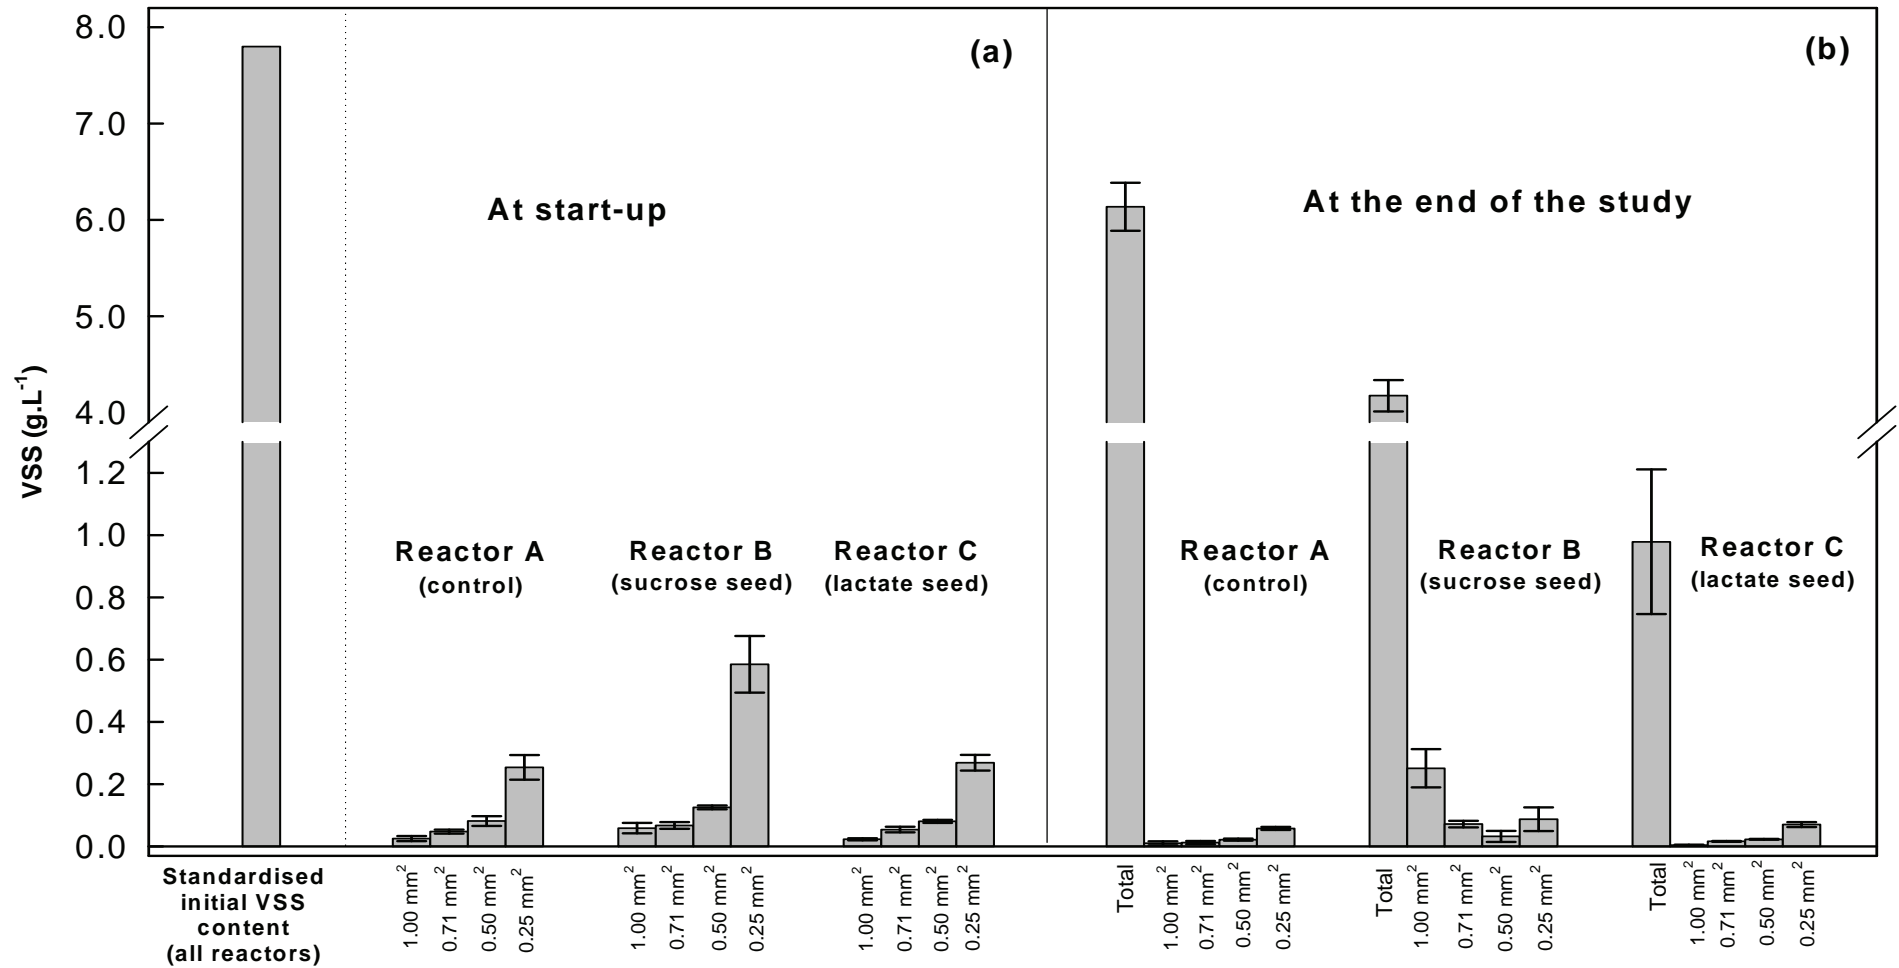 8.0
7.0
6.0
5.0
4.0
1.2
1.0
0.8
0.6
0.4
0.2
0.0
VSS (g.L⁻¹)
(a)
At start-up
Reactor A
(control)
Reactor B
(sucrose seed)
Reactor C
(lactate seed)
(b)
At the end of the study
Reactor A
(control)
Reactor B
(sucrose seed)
Reactor C
(lactate seed)
Standardised
initial VSS
content
(all reactors)
1.00 mm²
0.71 mm²
0.50 mm²
0.25 mm²
1.00 mm²
0.71 mm²
0.50 mm²
0.25 mm²
1.00 mm²
0.71 mm²
0.50 mm²
0.25 mm²
Total
1.00 mm²
0.71 mm²
0.50 mm²
0.25 mm²
Total
1.00 mm²
0.71 mm²
0.50 mm²
0.25 mm²
Total
1.00 mm²
0.71 mm²
0.50 mm²
0.25 mm²